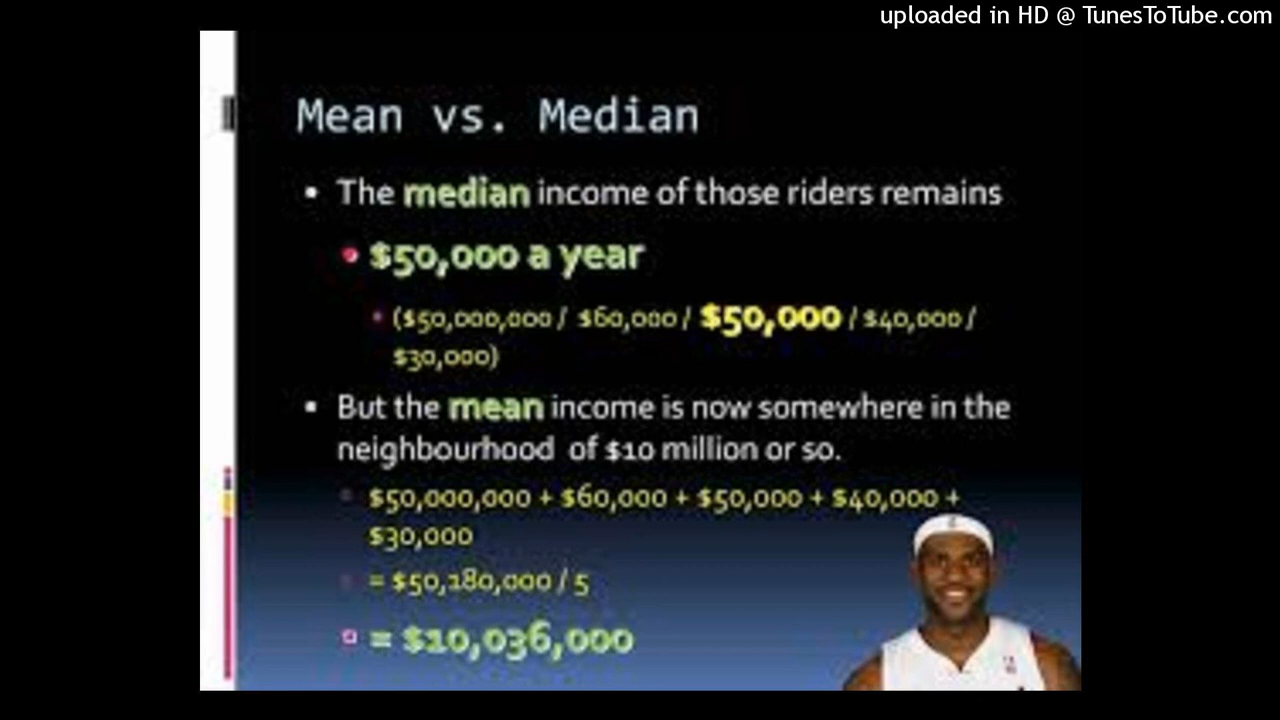 uploaded in HD @ TunesToTube.com
Mean vs. Median
▪ The median income of those riders remains
• $50,000 a year
• ($50,000,000 / $60,000 / $50,000 / $40,000 /
$30,000)
▪ But the mean income is now somewhere in the
neighbourhood of $10 million or so.
$50,000,000 + $60,000 + $50,000 + $40,000 +
$30,000
= $50,180,000 / 5
= $10,036,000